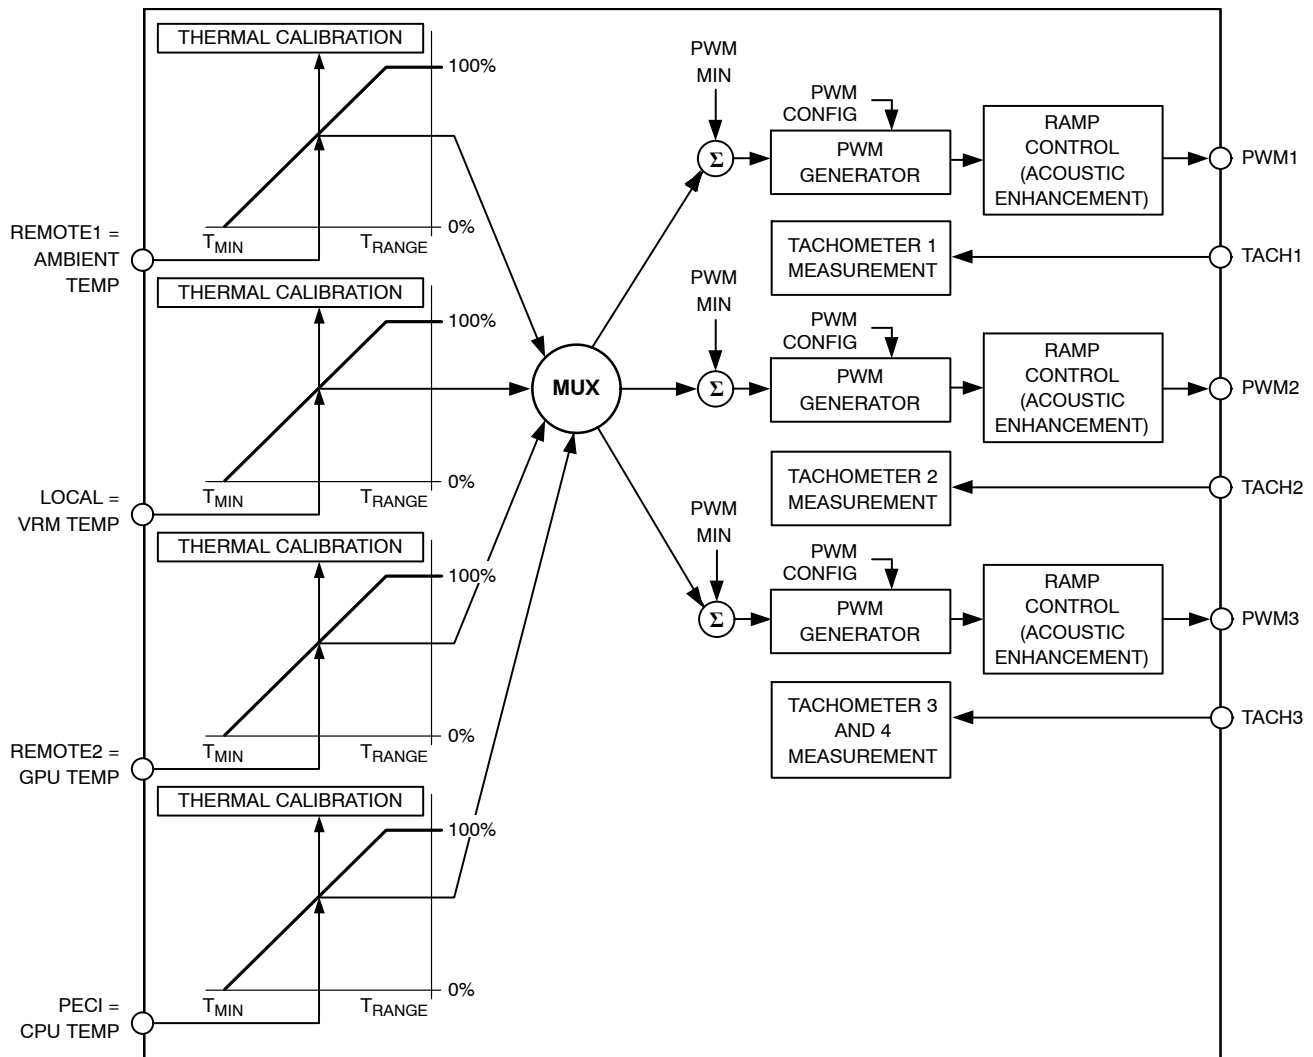 THERMAL CALIBRATION
100%
0%
TMIN
TRANGE
REMOTE1 =
AMBIENT
TEMP
THERMAL CALIBRATION
100%
0%
TMIN
TRANGE
LOCAL =
VRM TEMP
THERMAL CALIBRATION
100%
0%
TMIN
TRANGE
REMOTE2 =
GPU TEMP
THERMAL CALIBRATION
100%
0%
TMIN
TRANGE
PECI =
CPU TEMP
MUX
PWM
MIN
Σ
PWM
CONFIG
PWM
GENERATOR
RAMP
CONTROL
(ACOUSTIC
ENHANCEMENT)
PWM1
TACHOMETER 1
MEASUREMENT
TACH1
PWM
MIN
Σ
PWM
CONFIG
PWM
GENERATOR
RAMP
CONTROL
(ACOUSTIC
ENHANCEMENT)
PWM2
TACHOMETER 2
MEASUREMENT
TACH2
PWM
MIN
Σ
PWM
CONFIG
PWM
GENERATOR
RAMP
CONTROL
(ACOUSTIC
ENHANCEMENT)
PWM3
TACHOMETER 3
AND 4
MEASUREMENT
TACH3